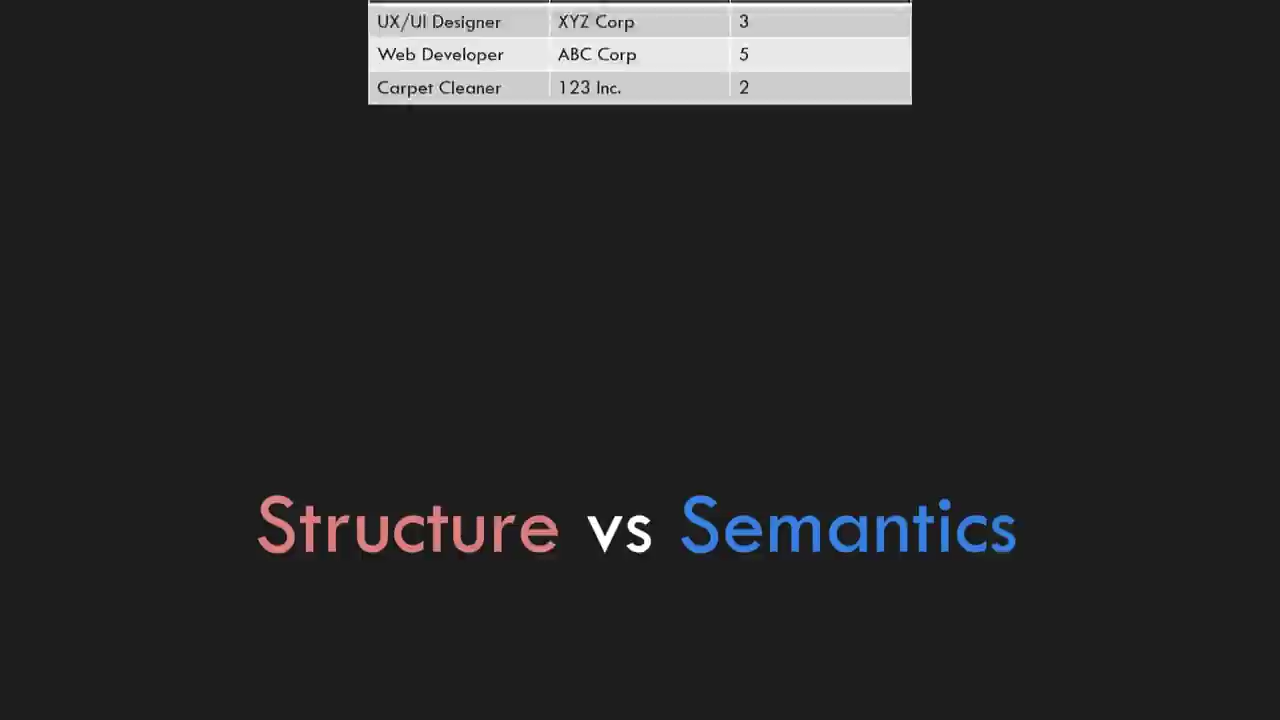 UX/UI Designer XYZ Corp 3
Web Developer ABC Corp 5
Carpet Cleaner 123 Inc. 2
Structure vs Semantics